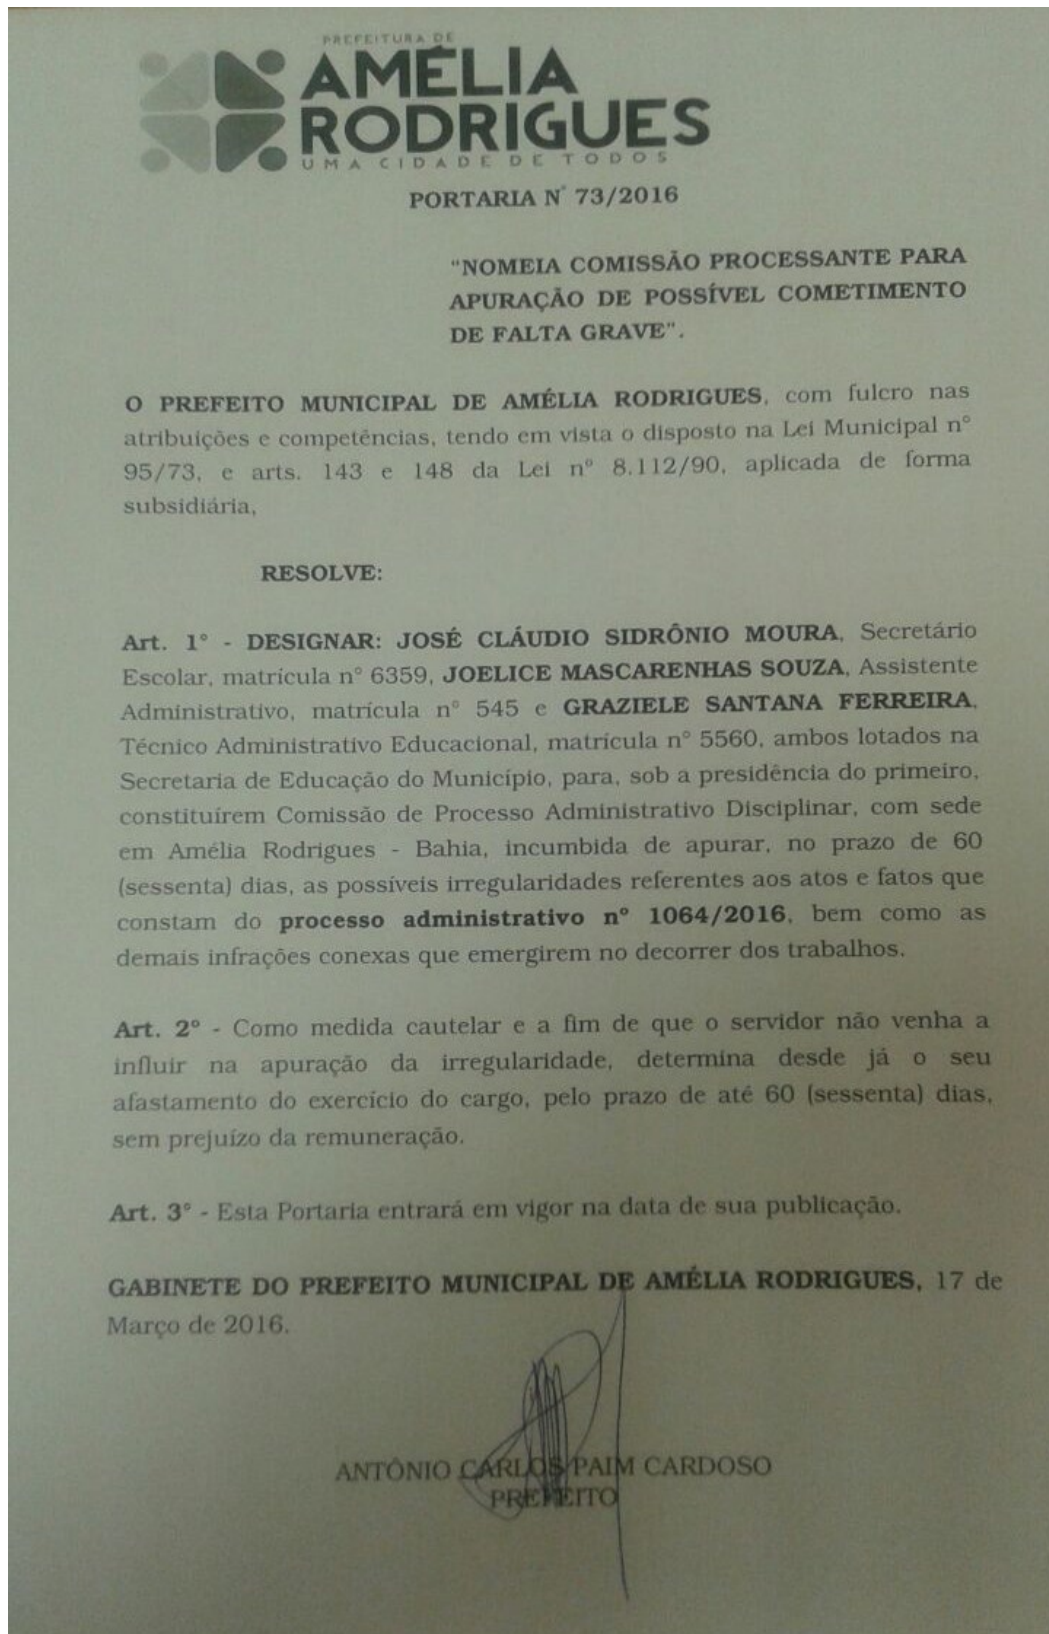 PREFEITURA DE
AMÉLIA
RODRIGUES
UMA CIDADE DE TODOS
PORTARIA N° 73/2016
"NOMEIA COMISSÃO PROCESSANTE PARA
APURAÇÃO DE POSSÍVEL COMETIMENTO
DE FALTA GRAVE".
O PREFEITO MUNICIPAL DE AMÉLIA RODRIGUES, com fulcro nas
atribuições e competências, tendo em vista o disposto na Lei Municipal nº
95/73, e arts. 143 e 148 da Lei nº 8.112/90, aplicada de forma
subsidiária,
RESOLVE:
Art. 1° - DESIGNAR: JOSÉ CLÁUDIO SIDRÔNIO MOURA, Secretário
Escolar, matrícula n° 6359, JOELICE MASCARENHAS SOUZA, Assistente
Administrativo, matrícula n° 545 e GRAZIELE SANTANA FERREIRA,
Técnico Administrativo Educacional, matrícula n° 5560, ambos lotados na
Secretaria de Educação do Município, para, sob a presidência do primeiro,
constituírem Comissão de Processo Administrativo Disciplinar, com sede
em Amélia Rodrigues - Bahia, incumbida de apurar, no prazo de 60
(sessenta) dias, as possíveis irregularidades referentes aos atos e fatos que
constam do processo administrativo nº 1064/2016, bem como as
demais infrações conexas que emergirem no decorrer dos trabalhos.
Art. 2º - Como medida cautelar e a fim de que o servidor não venha a
influir na apuração da irregularidade, determina desde já o seu
afastamento do exercício do cargo, pelo prazo de até 60 (sessenta) dias,
sem prejuízo da remuneração.
Art. 3° - Esta Portaria entrará em vigor na data de sua publicação.
GABINETE DO PREFEITO MUNICIPAL DE AMÉLIA RODRIGUES, 17 de
Março de 2016.
ANTÔNIO CARLOS PAIM CARDOSO
PREFEITO